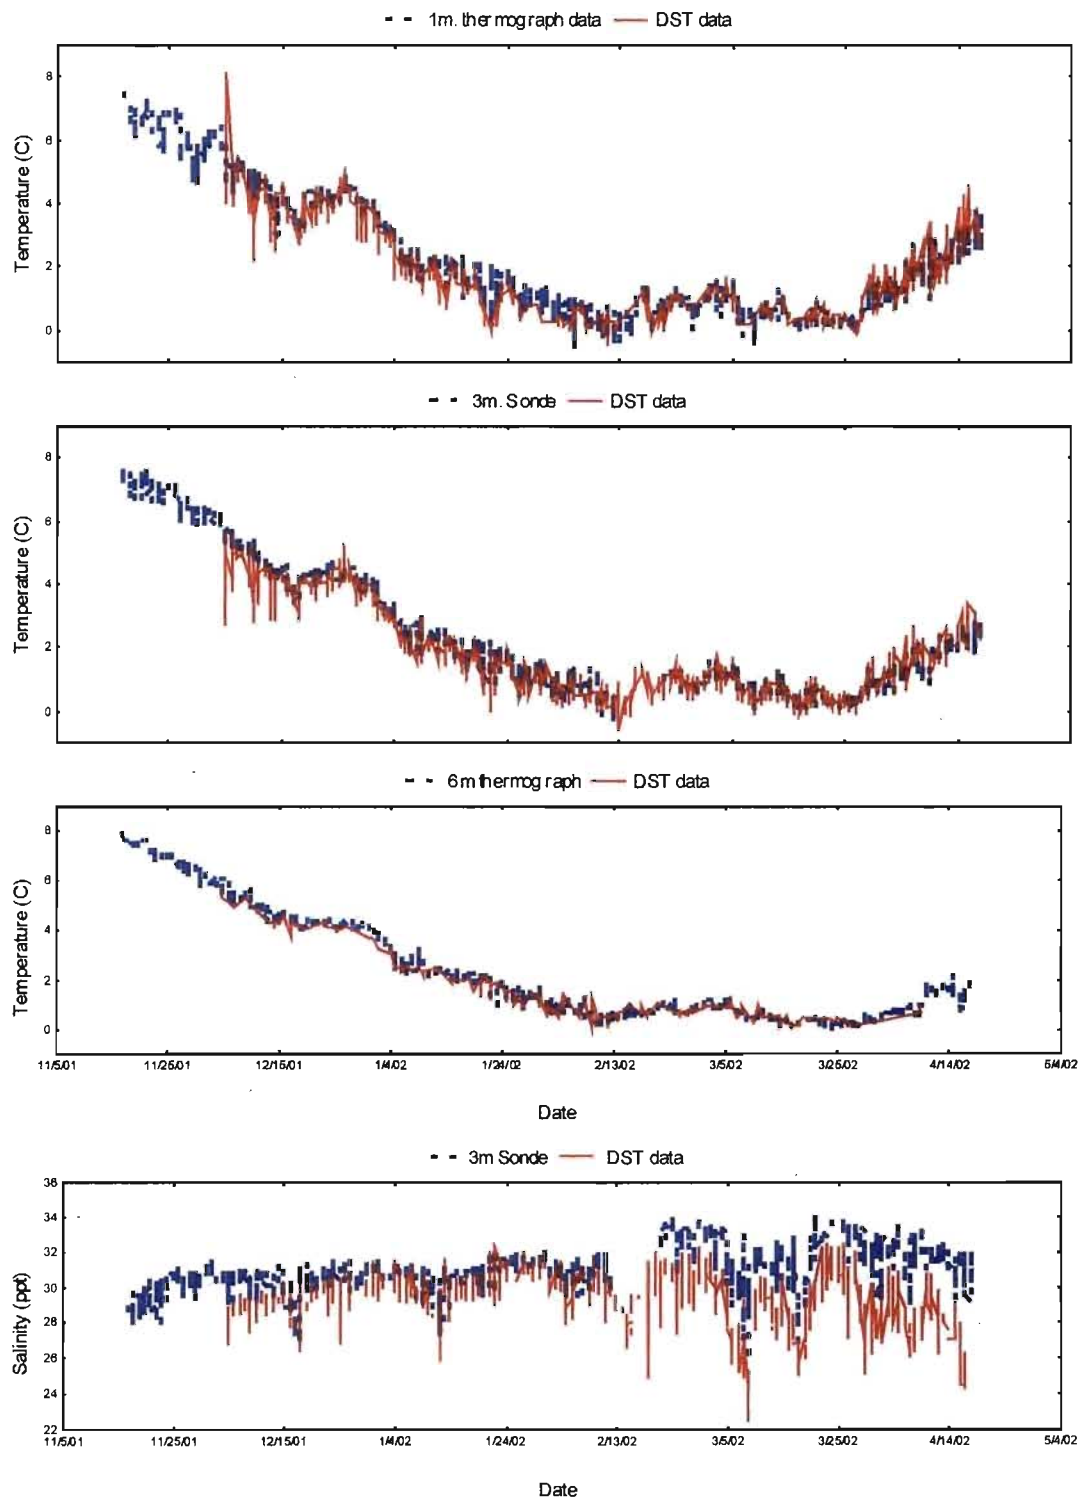 1m. thermograph data DST data
8
6
4
2
0
Temperature (C)
3m. Sonde DST data
8
6
4
2
0
Temperature (C)
6m thermograph DST data
8
6
4
2
0
Temperature (C)
11/5/01 11/25/01 12/15/01 1/4/02 1/24/02 2/13/02 3/5/02 3/25/02 4/14/02 5/4/02
Date
3m Sonde DST data
36
34
32
30
28
26
24
22
Salinity (ppt)
11/5/01 11/25/01 12/15/01 1/4/02 1/24/02 2/13/02 3/5/02 3/25/02 4/14/02 5/4/02
Date